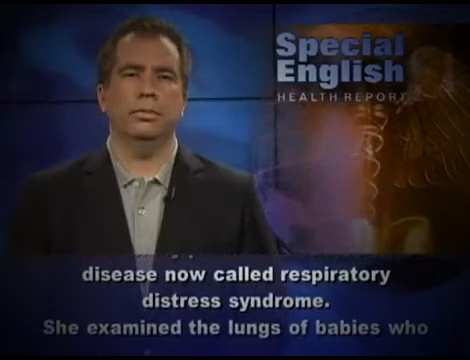 Special
English
HEALTH REPORT
disease now called respiratory
distress syndrome.
She examined the lungs of babies who